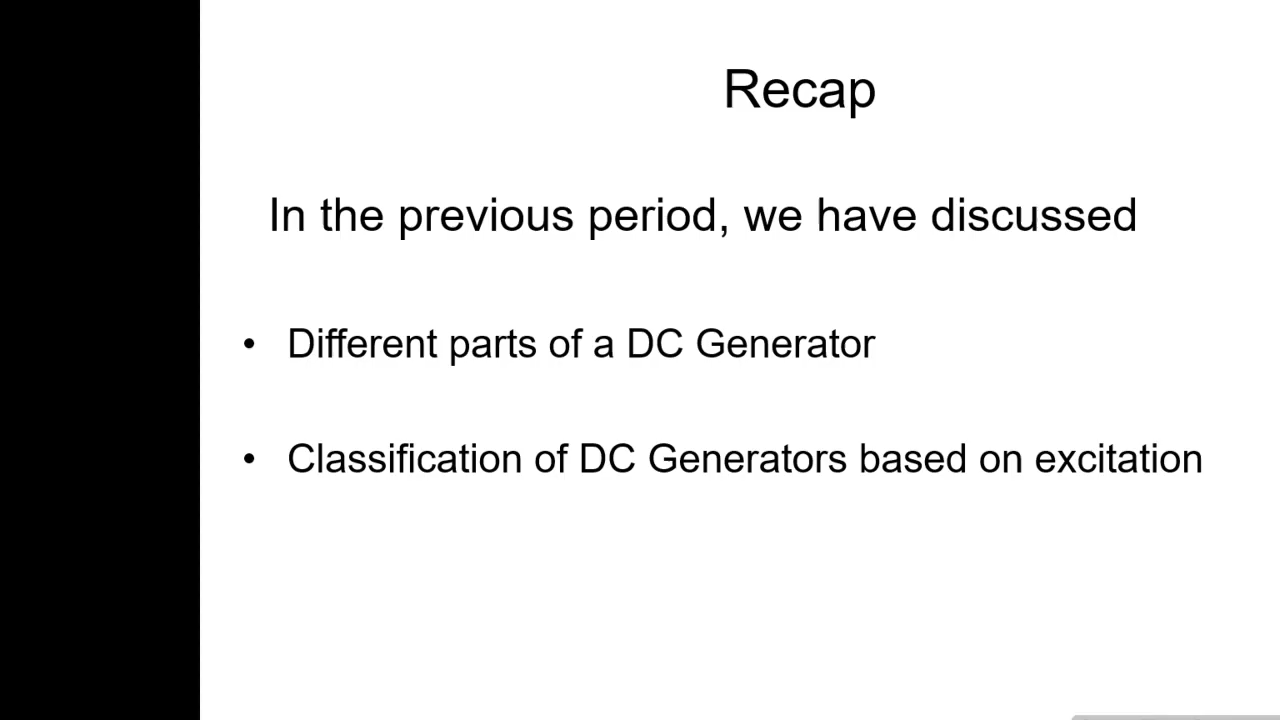 Recap
In the previous period, we have discussed
• Different parts of a DC Generator
• Classification of DC Generators based on excitation